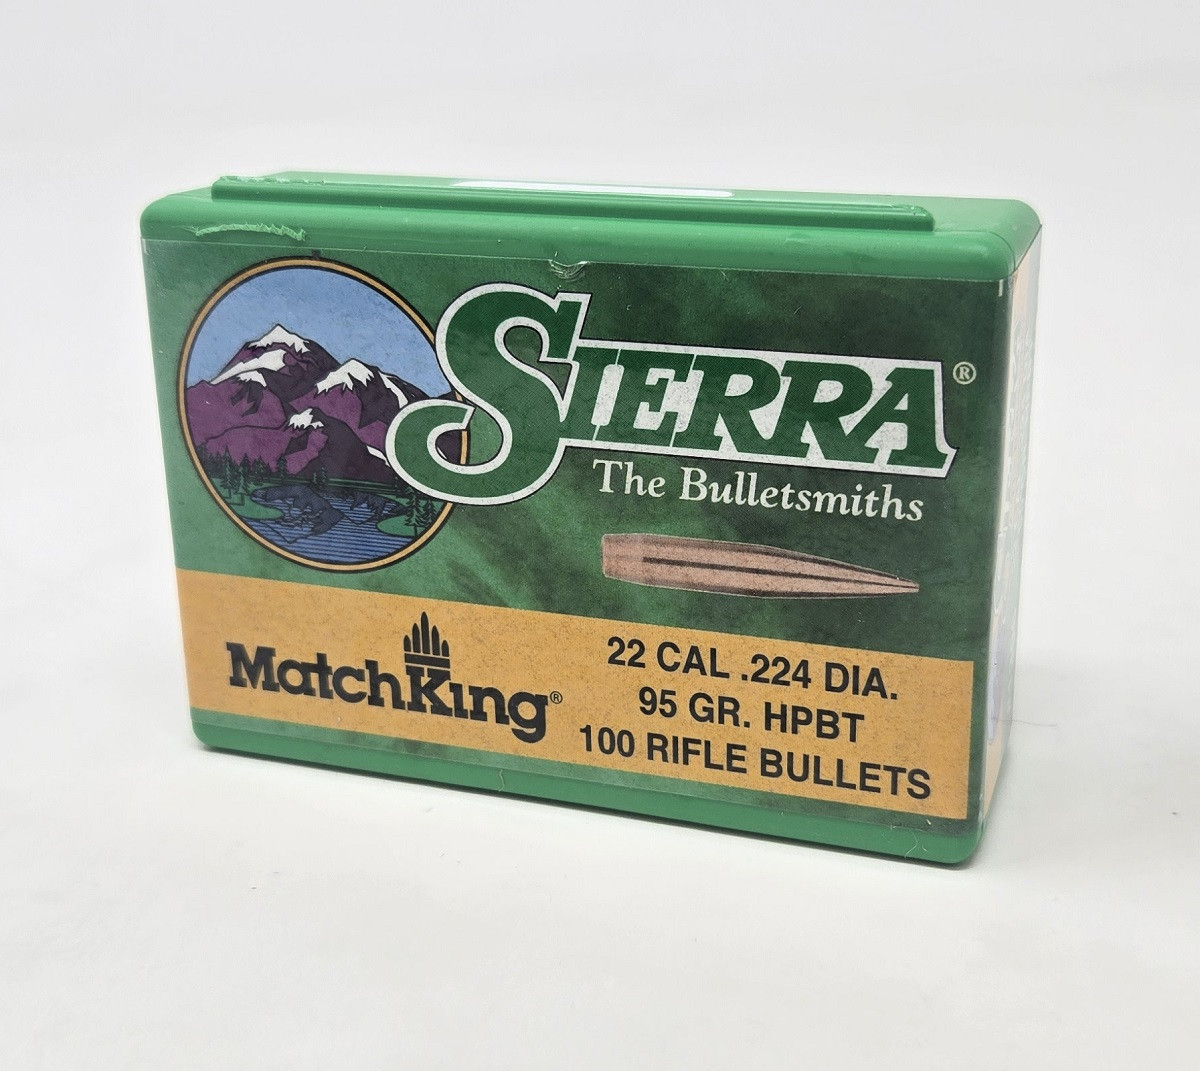 SIERRA®
The Bulletsmiths
MatchKing®
22 CAL .224 DIA.
95 GR. HPBT
100 RIFLE BULLETS